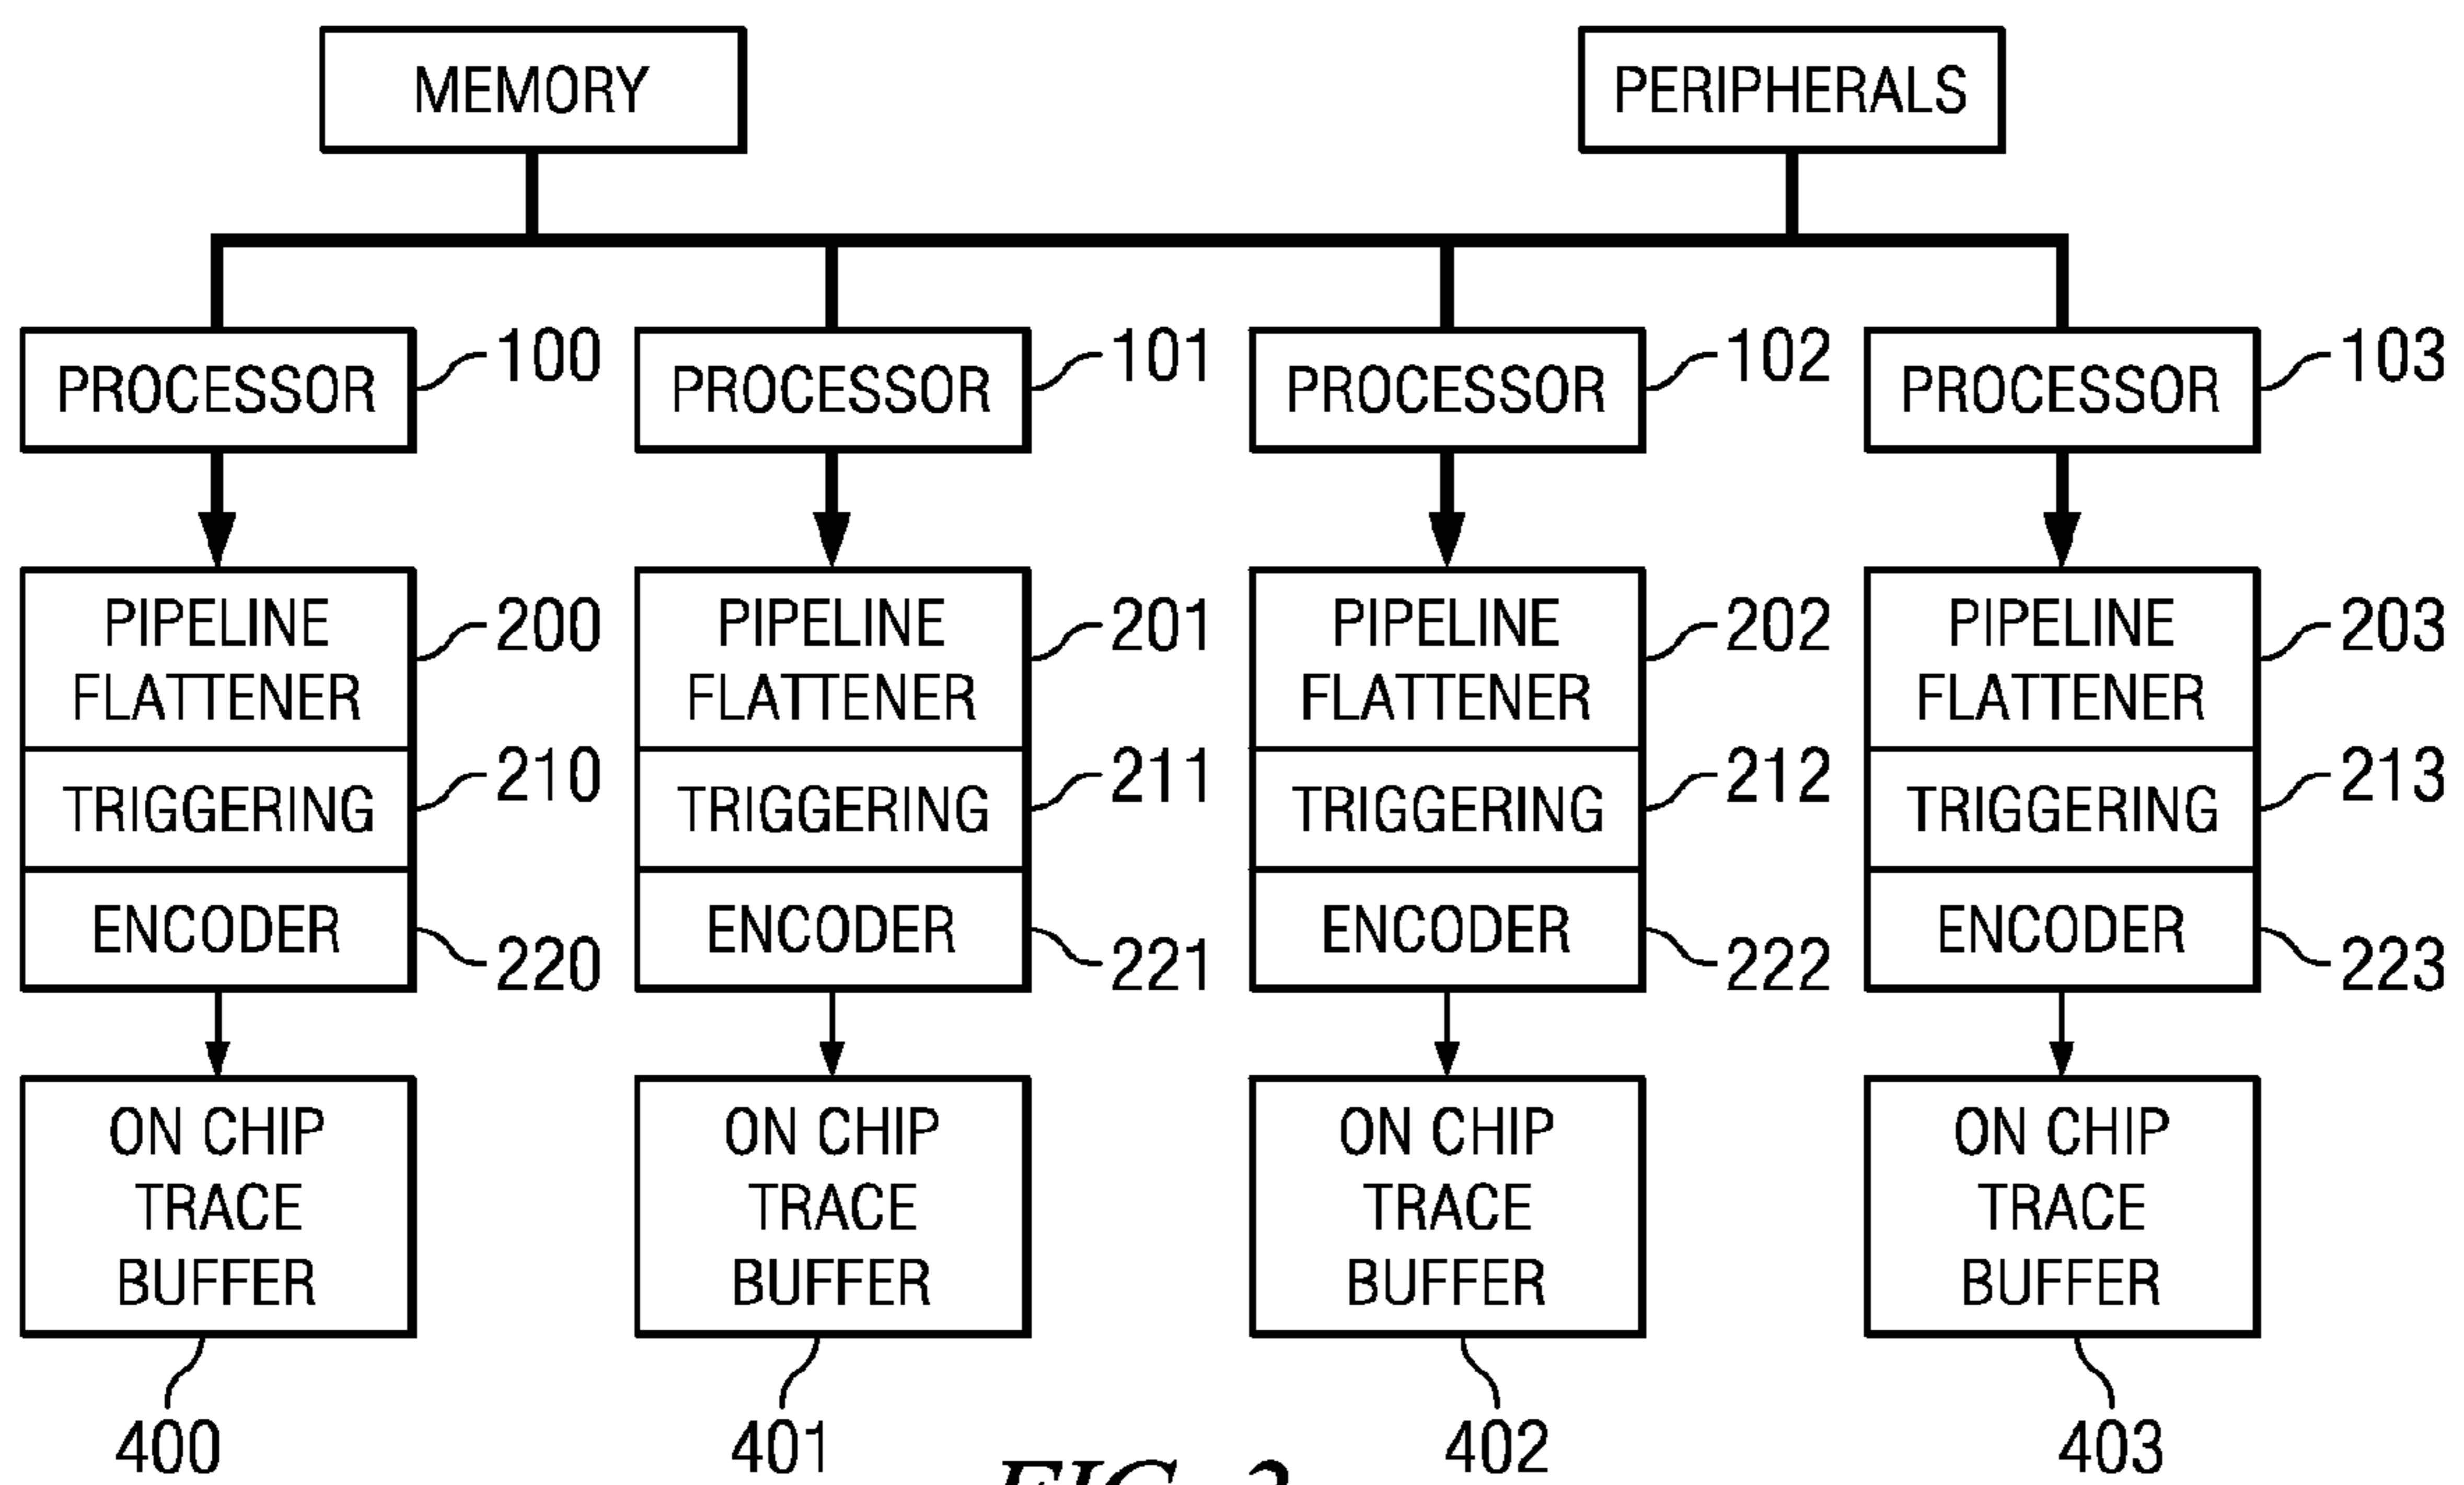 MEMORY
PERIPHERALS
PROCESSOR
100
PROCESSOR
101
PROCESSOR
102
PROCESSOR
103
PIPELINE
FLATTENER
200
PIPELINE
FLATTENER
201
PIPELINE
FLATTENER
202
PIPELINE
FLATTENER
203
TRIGGERING
210
TRIGGERING
211
TRIGGERING
212
TRIGGERING
213
ENCODER
220
ENCODER
221
ENCODER
222
ENCODER
223
ON CHIP
TRACE
BUFFER
400
ON CHIP
TRACE
BUFFER
401
ON CHIP
TRACE
BUFFER
402
ON CHIP
TRACE
BUFFER
403
FIG.